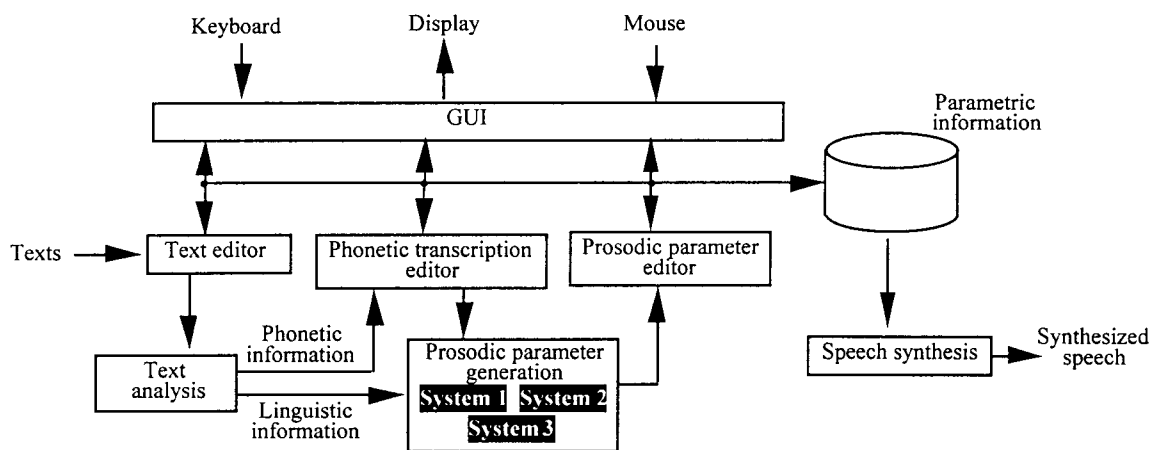 Keyboard
Display
Mouse
GUI
Parametric
information
Texts
Text editor
Phonetic transcription
editor
Prosodic parameter
editor
Phonetic
information
Text
analysis
Linguistic
information
Prosodic parameter
generation
System 1 System 2
System 3
Speech synthesis
Synthesized
speech